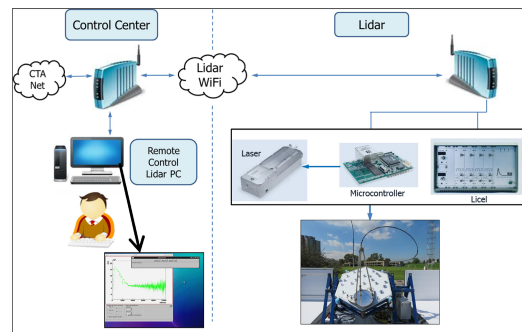 Control Center
Lidar
CTA
Net
Lidar
WiFi
Remote
Control
Lidar PC
Laser
Microcontroller
Licel